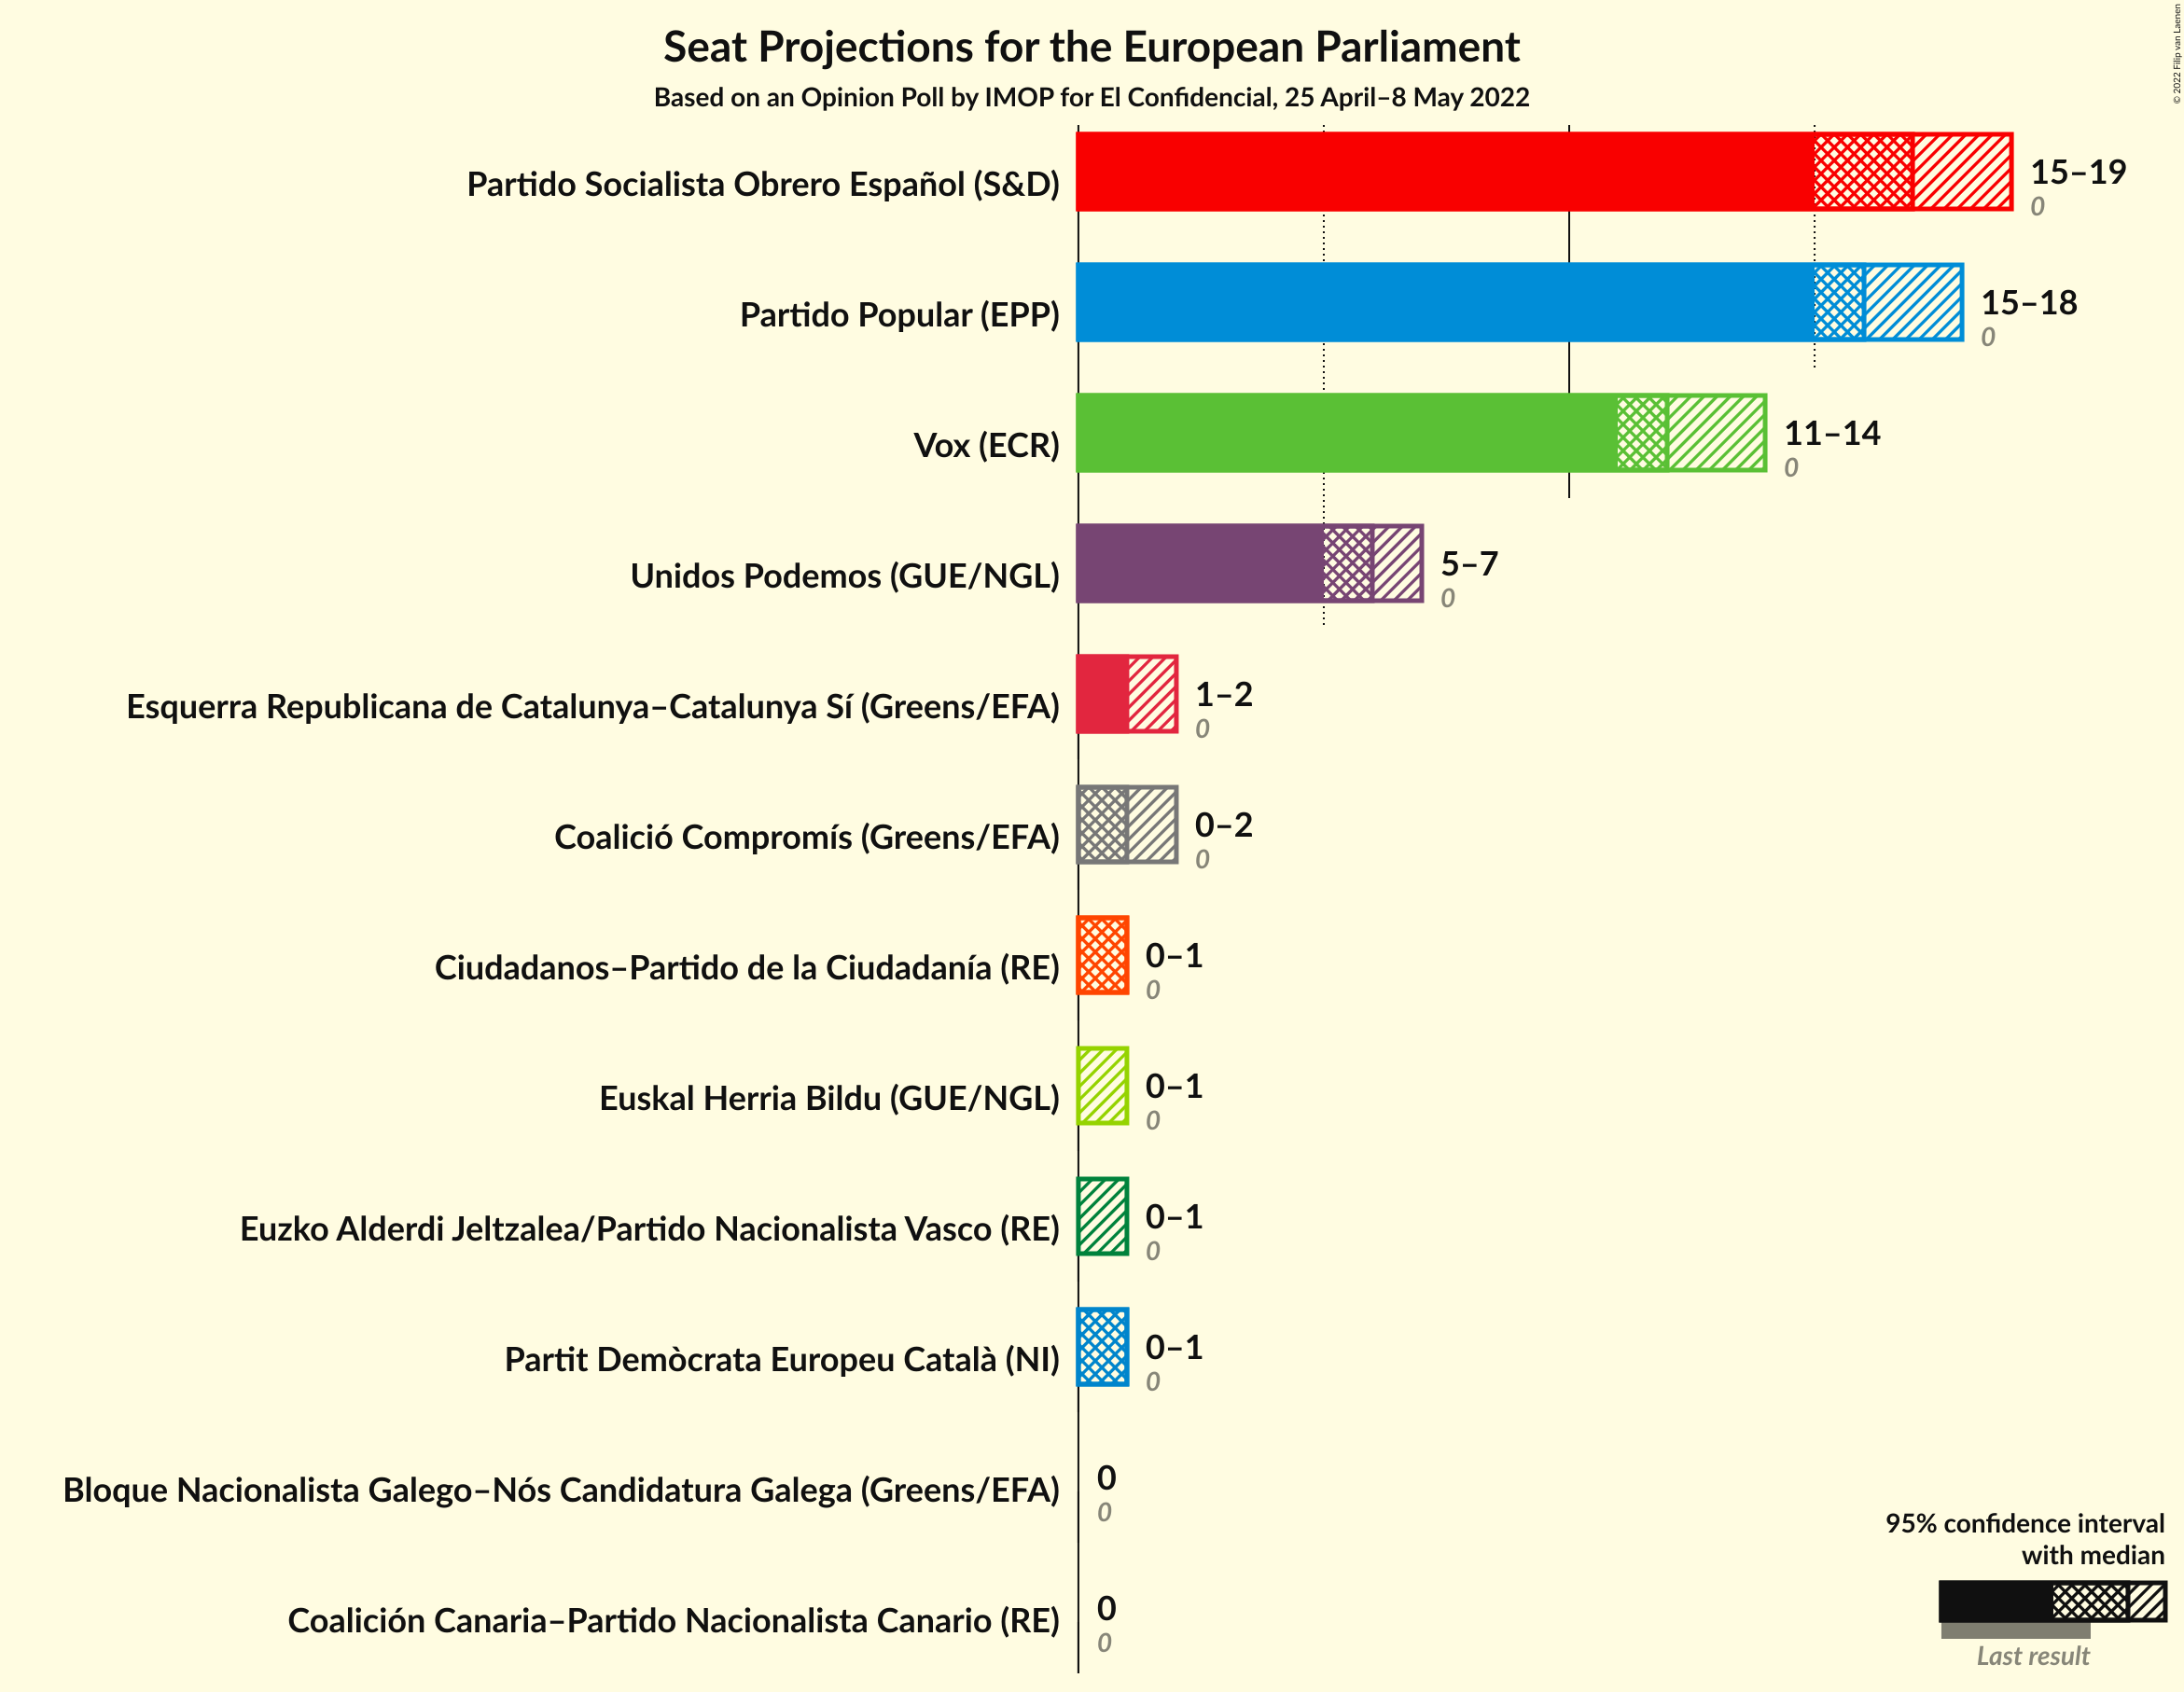 Seat Projections for the European Parliament
Based on an Opinion Poll by IMOP for El Confidencial, 25 April–8 May 2022
© 2022 Filip van Laenen
Partido Socialista Obrero Español (S&D)
15–19
0
Partido Popular (EPP)
15–18
0
Vox (ECR)
11–14
0
Unidos Podemos (GUE/NGL)
5–7
0
Esquerra Republicana de Catalunya–Catalunya Sí (Greens/EFA)
1–2
0
Coalició Compromís (Greens/EFA)
0–2
0
Ciudadanos–Partido de la Ciudadanía (RE)
0–1
0
Euskal Herria Bildu (GUE/NGL)
0–1
0
Euzko Alderdi Jeltzalea/Partido Nacionalista Vasco (RE)
0–1
0
Partit Demòcrata Europeu Català (NI)
0–1
0
Bloque Nacionalista Galego–Nós Candidatura Galega (Greens/EFA)
0
0
Coalición Canaria–Partido Nacionalista Canario (RE)
0
0
95% confidence interval
with median
Last result